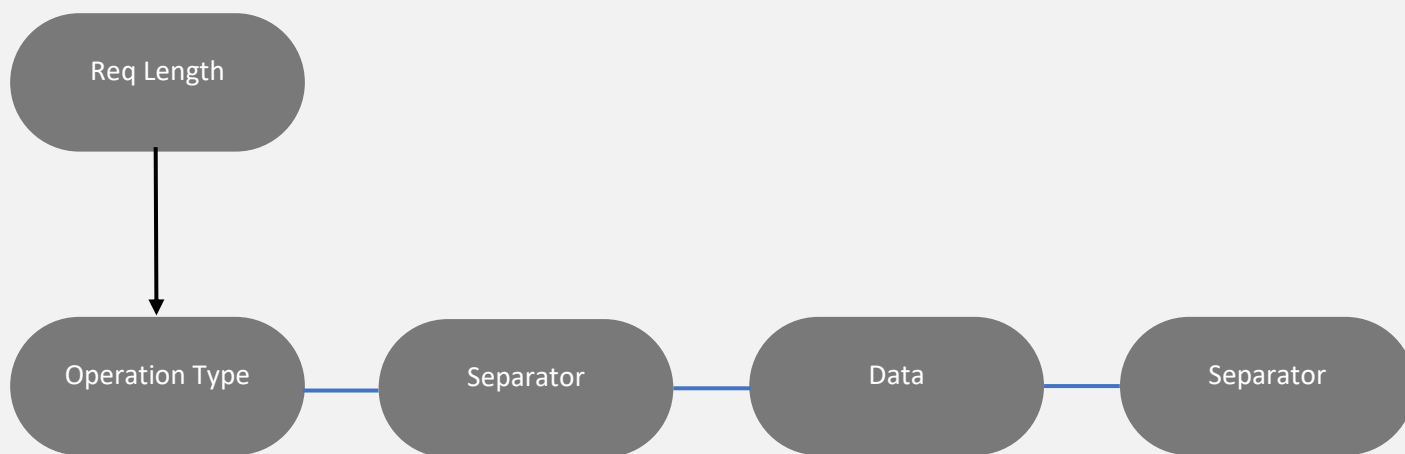 Req Length
Operation Type
Separator
Data
Separator